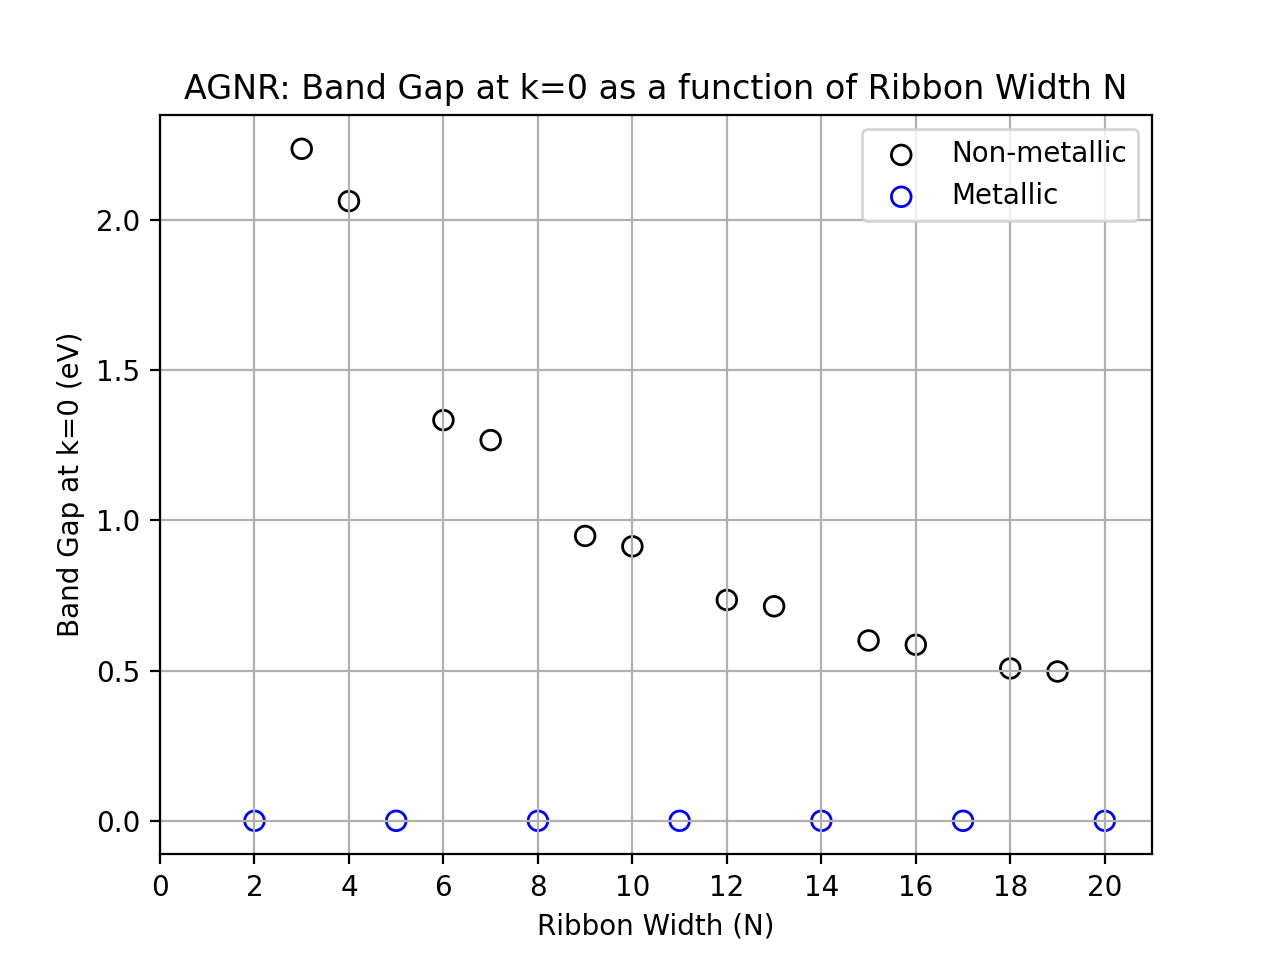 AGNR: Band Gap at k=0 as a function of Ribbon Width N
Non-metallic
Metallic
Band Gap at k=0 (eV)
2.0
1.5
1.0
0.5
0.0
0 2 4 6 8 10 12 14 16 18 20
Ribbon Width (N)